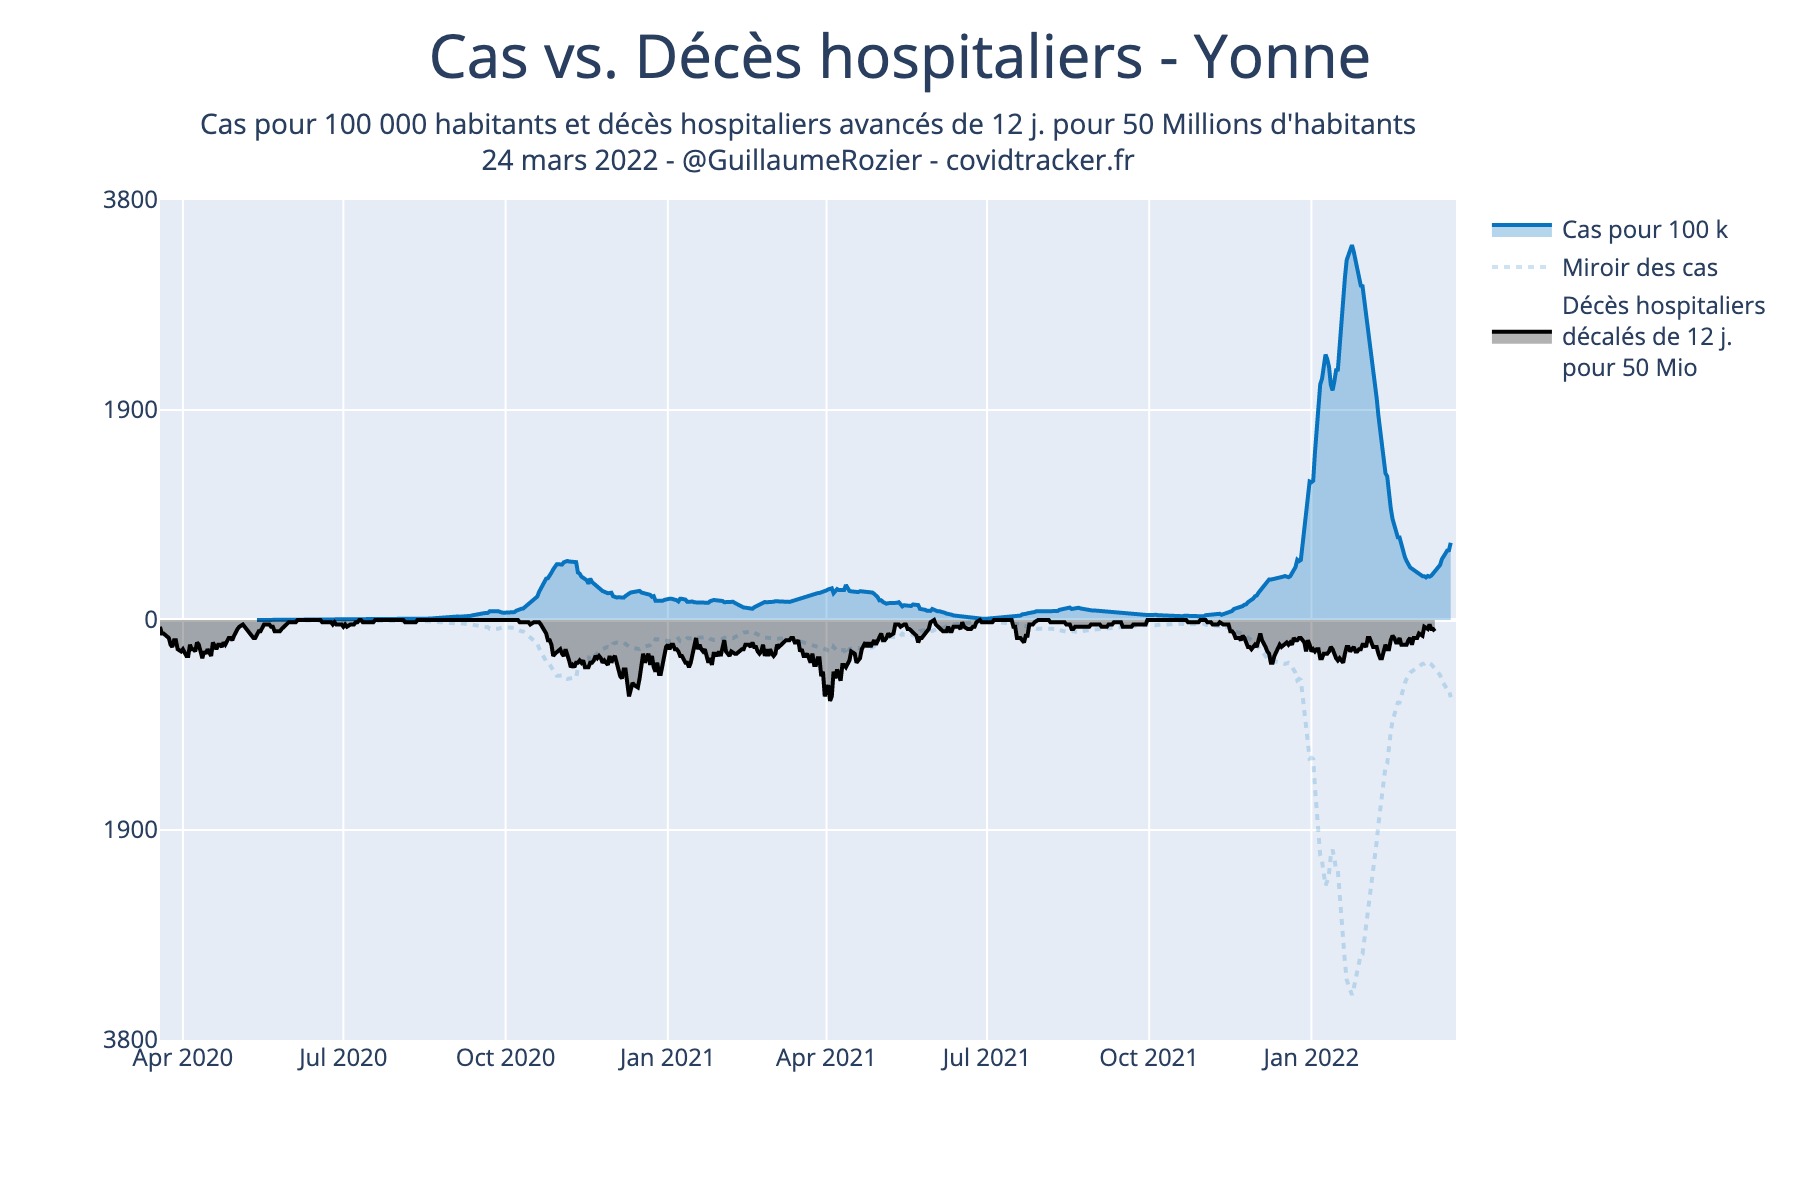 Cas vs. Décès hospitaliers - Yonne
Cas pour 100 000 habitants et décès hospitaliers avancés de 12 j. pour 50 Millions d'habitants
24 mars 2022 - @GuillaumeRozier - covidtracker.fr
3800
1900
0
1900
3800
Apr 2020
Jul 2020
Oct 2020
Jan 2021
Apr 2021
Jul 2021
Oct 2021
Jan 2022
Cas pour 100 k
Miroir des cas
Décès hospitaliers
décalés de 12 j.
pour 50 Mio